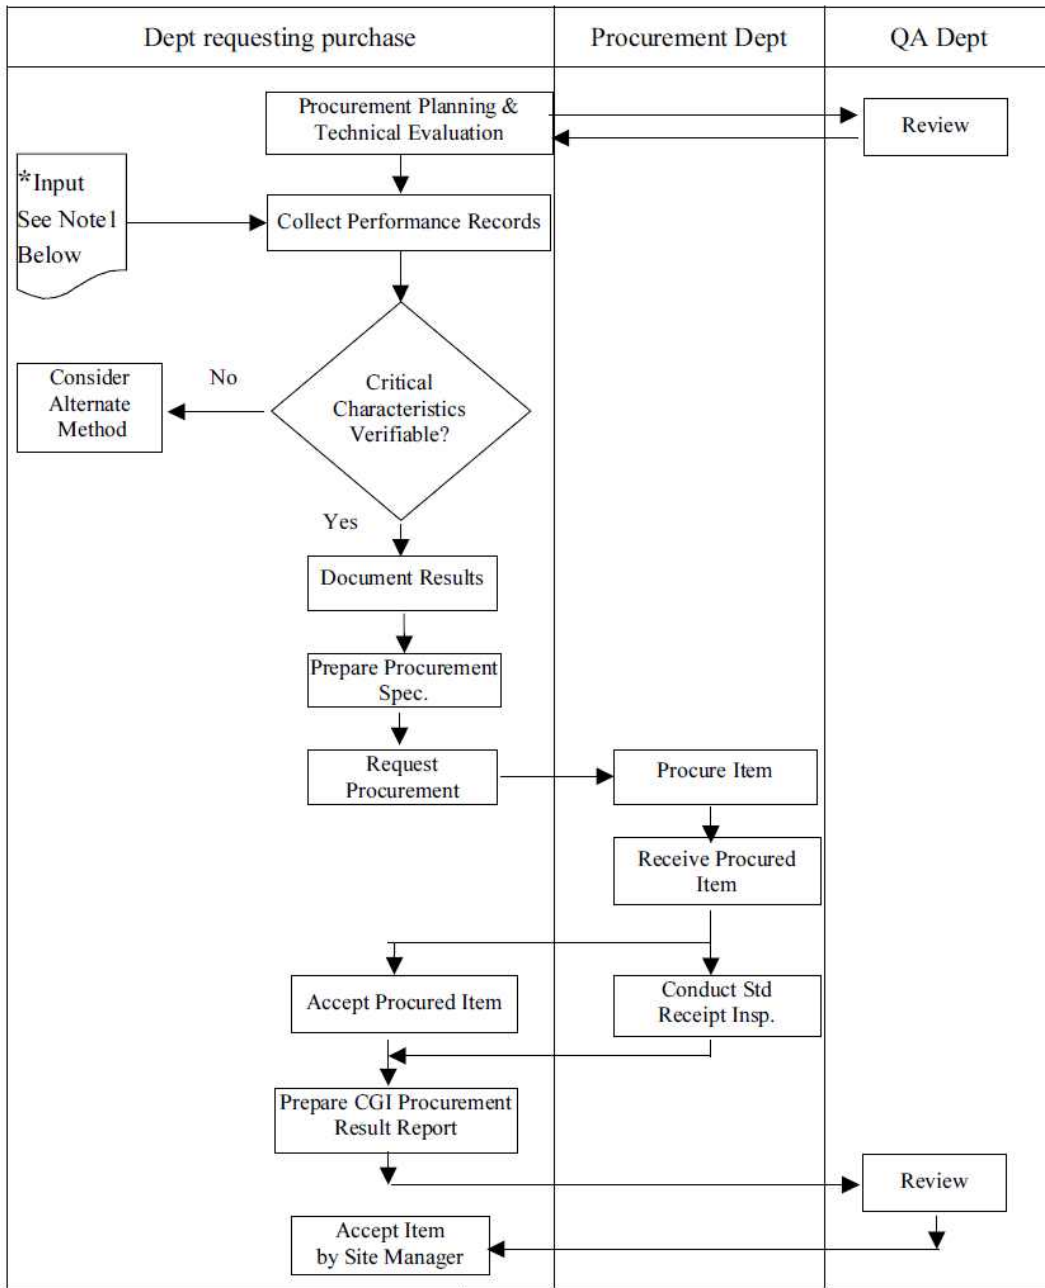 Dept requesting purchase
Procurement Dept
QA Dept
Procurement Planning &
Technical Evaluation
Review
*Input
See Note1
Below
Collect Performance Records
Consider
Alternate
Method
No
Critical
Characteristics
Verifiable?
Yes
Document Results
Prepare Procurement
Spec.
Request
Procurement
Procure Item
Receive Procured
Item
Accept Procured Item
Conduct Std
Receipt Insp.
Prepare CGI Procurement
Result Report
Review
Accept Item
by Site Manager